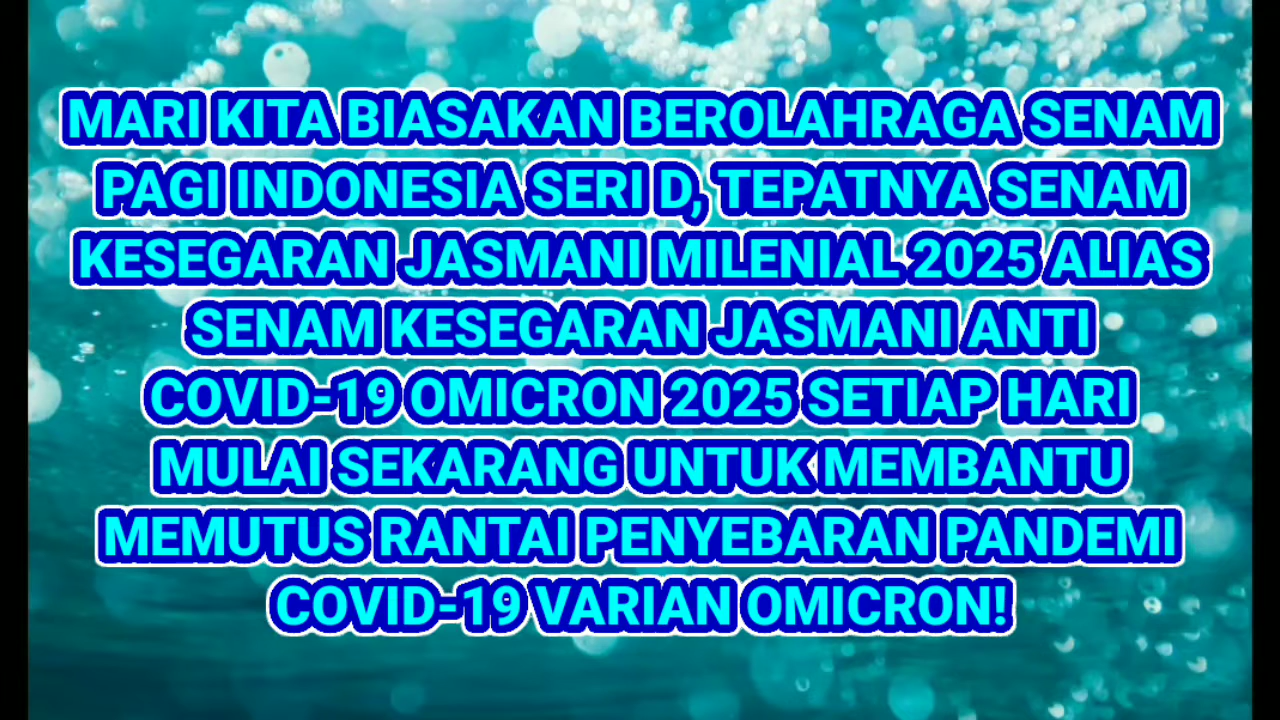 MARI KITA BIASAKAN BEROLAHRAGA SENAM
PAGI INDONESIA SERI D, TEPATNYA SENAM
KESEGARAN JASMANI MILENIAL 2025 ALIAS
SENAM KESEGARAN JASMANI ANTI
COVID-19 OMICRON 2025 SETIAP HARI
MULAI SEKARANG UNTUK MEMBANTU
MEMUTUS RANTAI PENYEBARAN PANDEMI
COVID-19 VARIAN OMICRON!